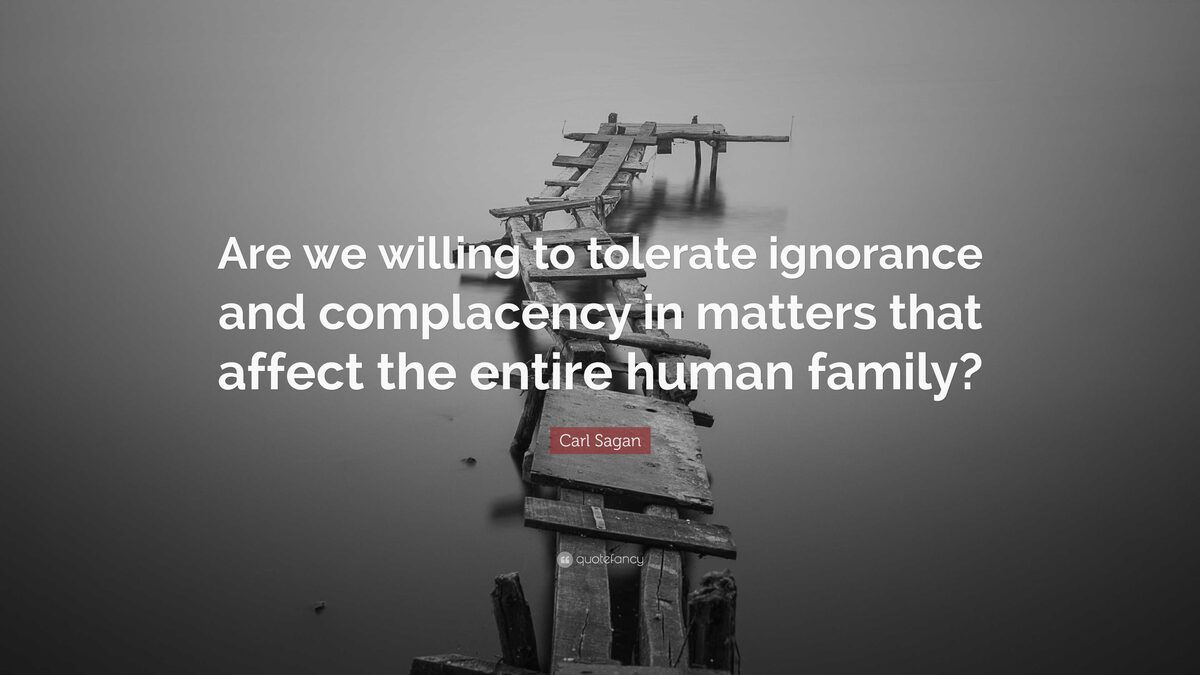 Are we willing to tolerate ignorance
and complacency in matters that
affect the entire human family?
Carl Sagan
quotefancy